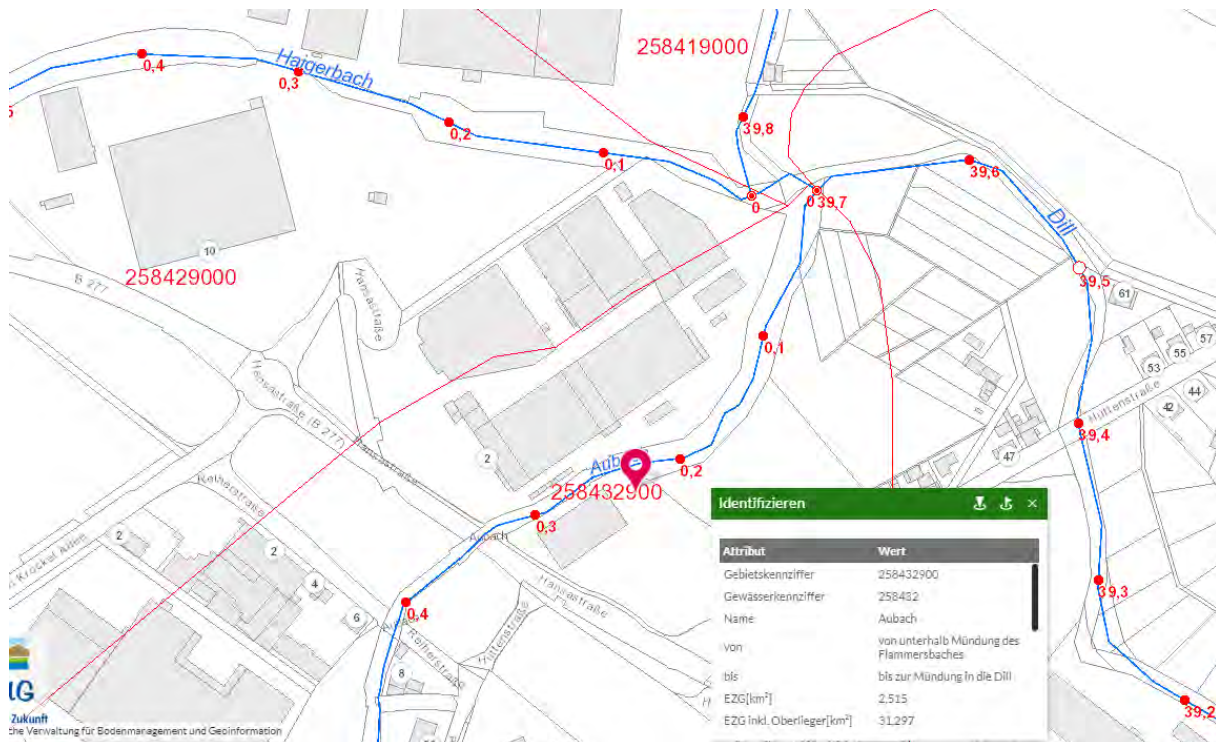 258419000
0,4
Haigerbach
0,3
39,8
0,2
0,1
39,6
0
0
39,7
Dill
10
258429000
B 277
Hansastraße
39,5
61
0,1
57
55
53
44
42
Hüttenstraße
Hansastraße (B 277)
39,4
47
Hansastraße
2
0,2
258432900
Reiherstraße
0,3
Aubach
2
2
4
6
Hansastraße
0,4
Reiherstraße
Hüttenstraße
8
39,3
39,2
Identifizieren
Attribut Wert
Gebietskennziffer 258432900
Gewässerkennziffer 258432
Name Aubach
von von unterhalb Mündung des
Flammersbaches
bis bis zur Mündung in die Dill
EZG[km²] 2,515
EZG inkl. Oberlieger[km²] 31,297
Zukunft
che Verwaltung für Bodenmanagement und Geoinformation